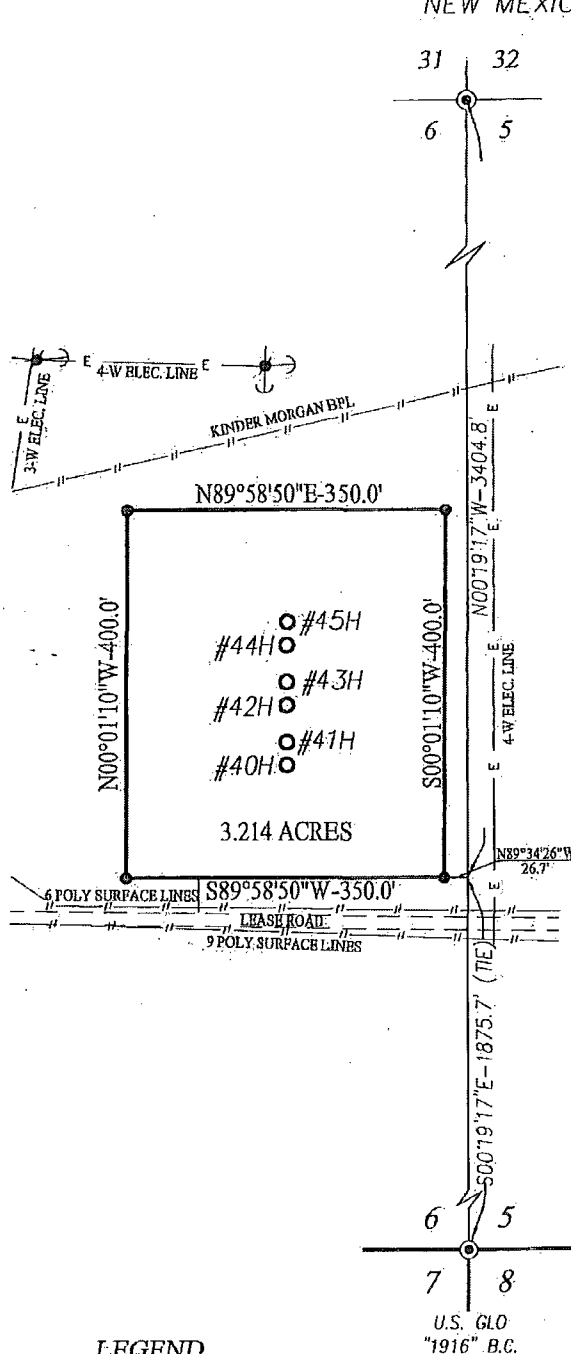 NEW MEXIC
31 32
6 5
E 4-W ELEC. LINE E
E
3-W ELEC. LINE
KINDER MORGAN BPL
E
N00°19'17"W-3404.8'
N89°58'50"E-350.0'
E
N00°01'10"W-400.0'
#45H
#44H
#43H
#42H
#41H
#40H
S00°01'10"W-400.0'
E
4-W ELEC. LINE
E
3.214 ACRES
N89°34'26"W
26.7'
6 POLY SURFACE LINES
S89°58'50"W-350.0'
E
LEASE ROAD
9 POLY SURFACE LINES
S00°19'17"E-1875.7' (TIE)
6 5
7 8
U.S. GLO
"1916" B.C.
LEGEND